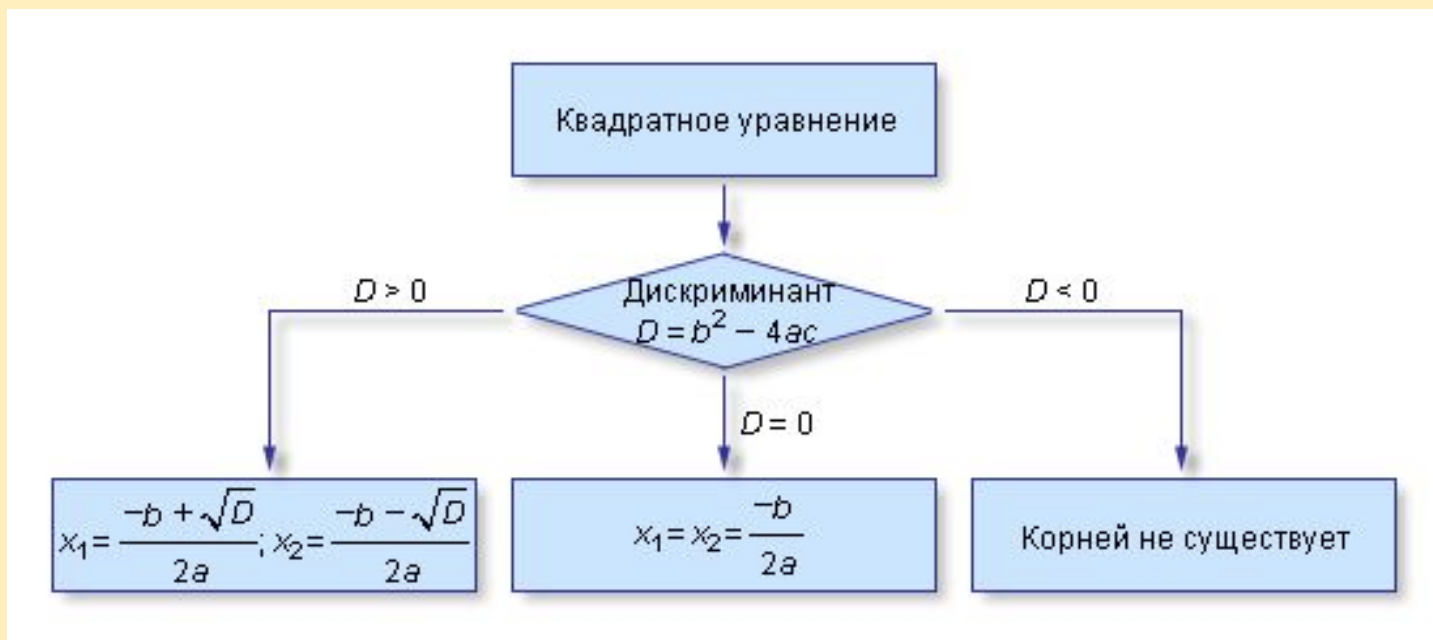 Квадратное уравнение
D > 0
Дискриминант
D < 0
D = b² − 4ac
D = 0
x₁ = (−b + √D)/2a; x₂ = (−b − √D)/2a
x₁ = x₂ = −b/2a
Корней не существует